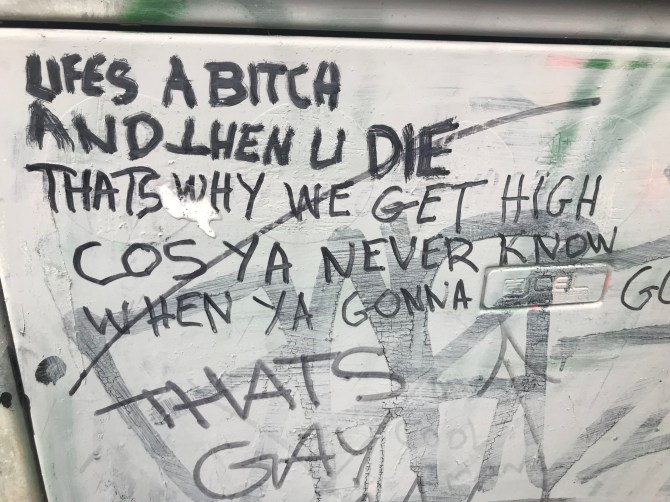 LIFES A BITCH
AND THEN U DIE
THATS WHY WE GET HIGH
COS YA NEVER KNOW
WHEN YA GONNA GO
THATS
GAY